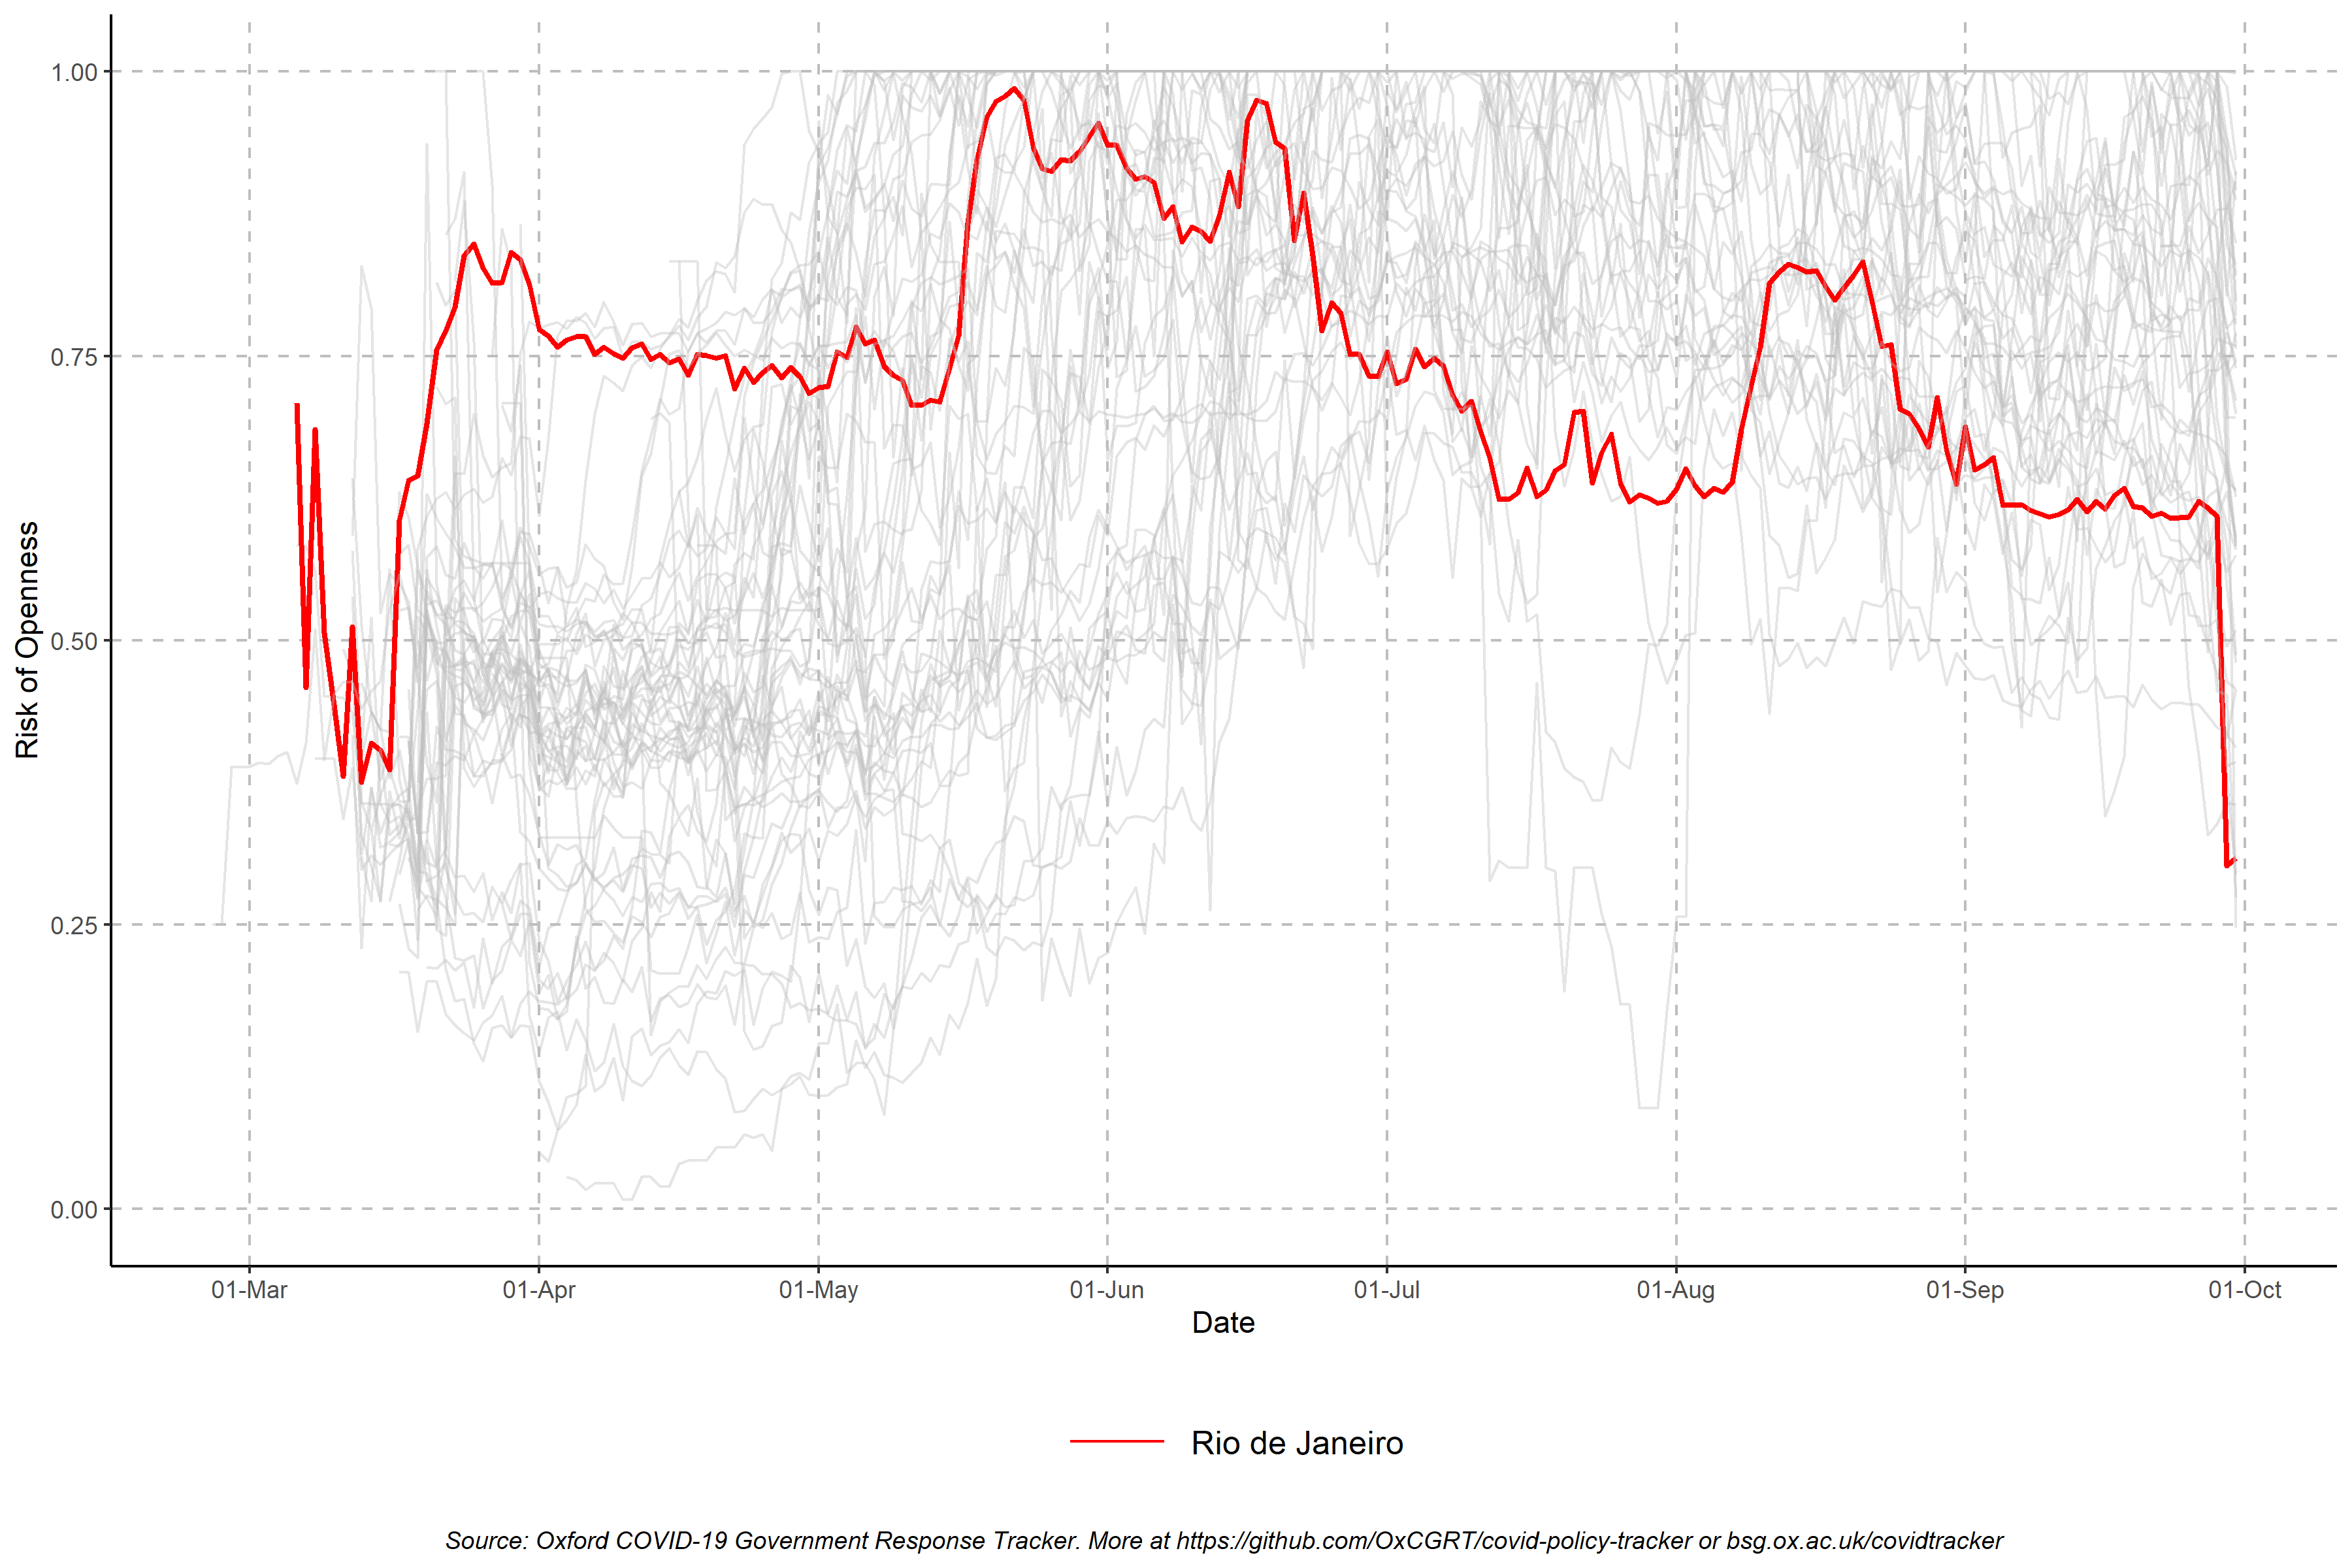 1.00
0.75
0.50
0.25
0.00
Risk of Openness
01-Mar 01-Apr 01-May 01-Jun 01-Jul 01-Aug 01-Sep 01-Oct
Date
Rio de Janeiro
Source: Oxford COVID-19 Government Response Tracker. More at https://github.com/OxCGRT/covid-policy-tracker or bsg.ox.ac.uk/covidtracker